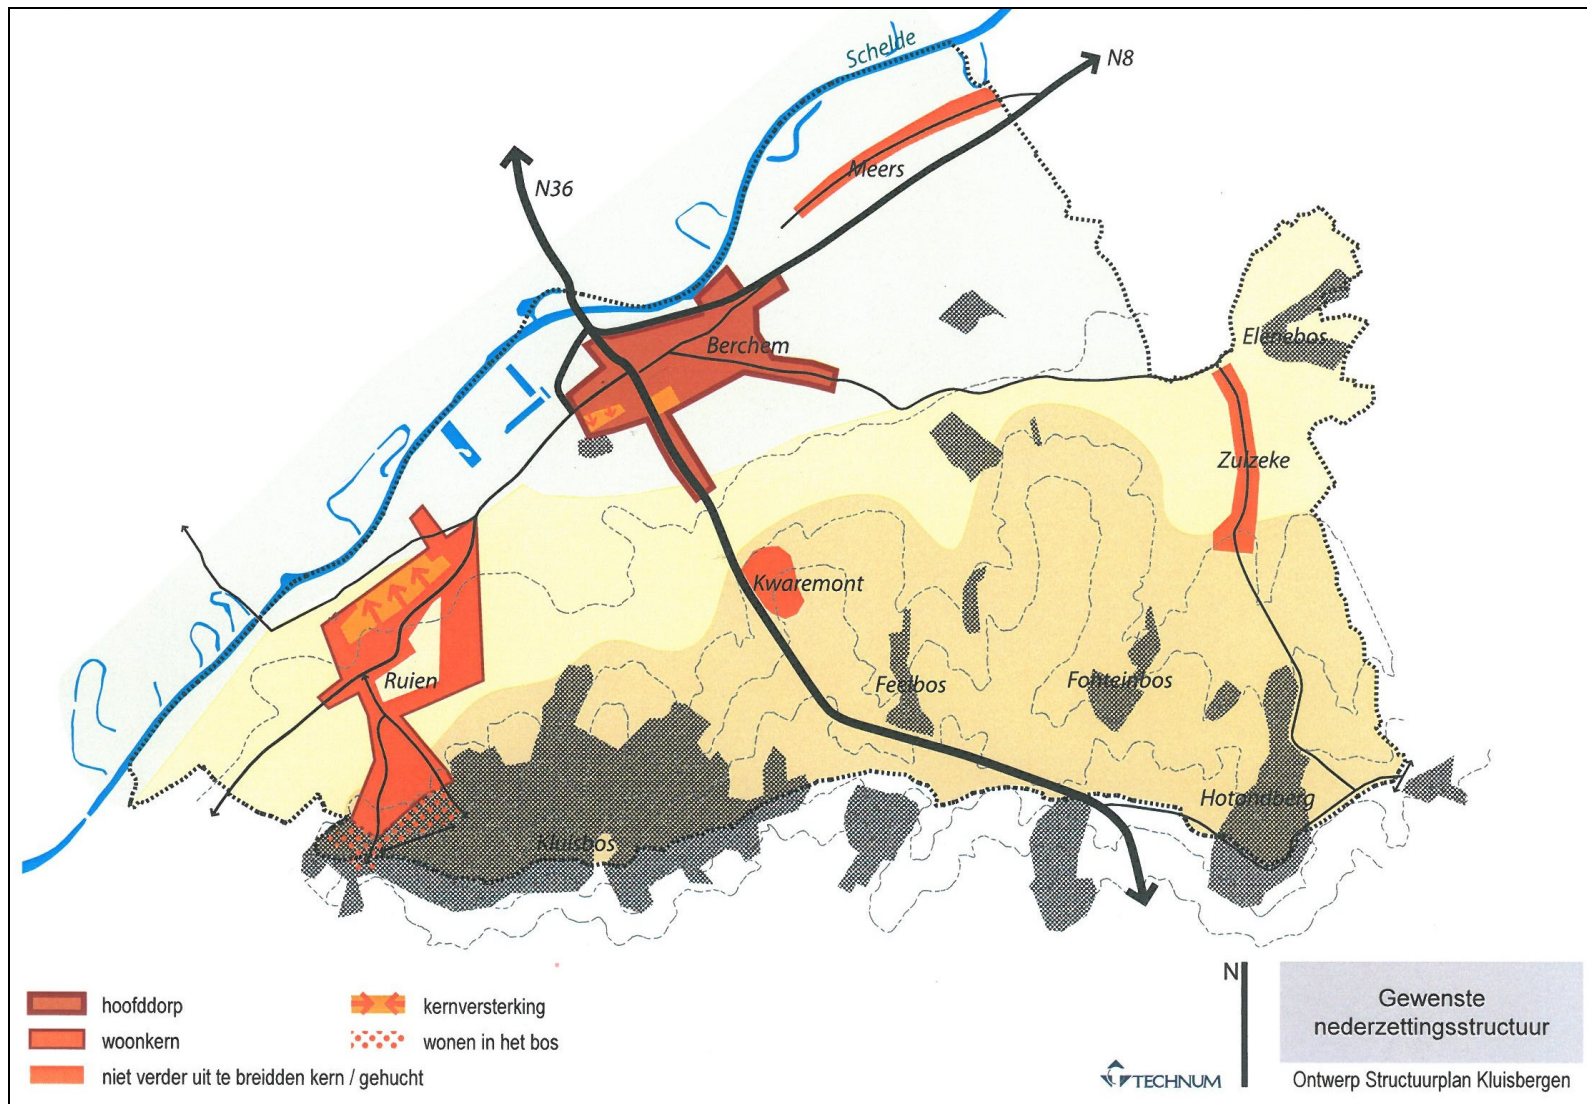 Schelde
N8
N36
Meers
Berchem
Elenebos
Zulzeke
Kwaremont
Ruien
Feelbos
Fonteinbos
Hotondberg
Kluisbos
hoofddorp
woonkern
niet verder uit te breidden kern / gehucht
kernversterking
wonen in het bos
N
TECHNUM
Gewenste
nederzettingsstructuur
Ontwerp Structuurplan Kluisbergen